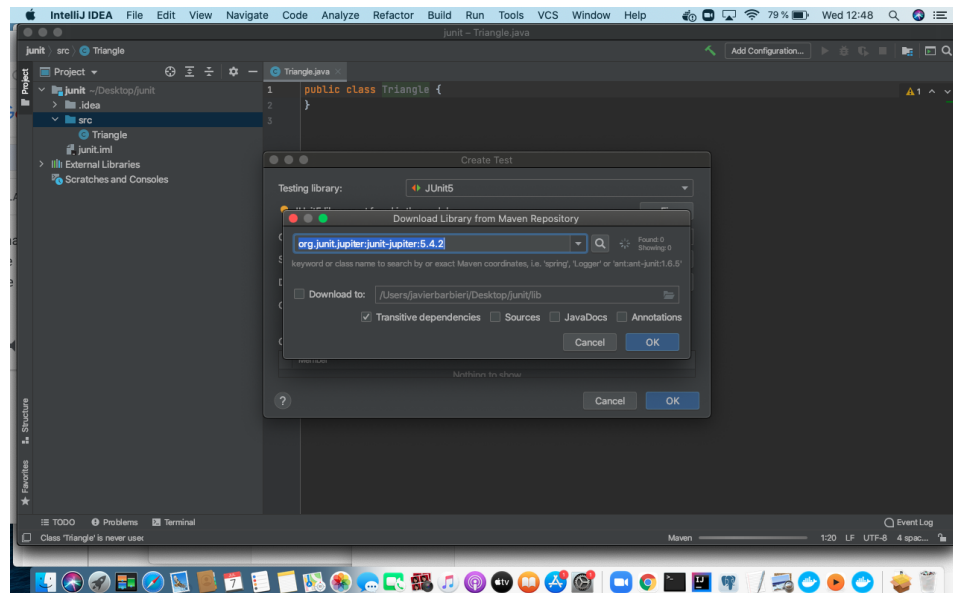 IntelliJ IDEA File Edit View Navigate Code Analyze Refactor Build Run Tools VCS Window Help 79 % Wed 12:48
junit – Triangle.java
junit src Triangle Add Configuration...
Project Project Triangle.java
junit ~/Desktop/junit
.idea
src
Triangle
junit.iml
External Libraries
Scratches and Consoles
1 public class Triangle { 1
2 }
3
Create Test
Testing library: JUnit5
Download Library from Maven Repository
org.junit.jupiter:junit-jupiter:5.4.2 Found: 0
Showing: 0
keyword or class name to search by or exact Maven coordinates, i.e. 'spring', 'Logger' or 'ant:ant-junit:1.6.5'
Download to: /Users/javierbarbieri/Desktop/junit/lib
Transitive dependencies Sources JavaDocs Annotations
Cancel OK
Member
Nothing to show
? Cancel OK
Structure
Favorites
TODO Problems Terminal Event Log
Class 'Triangle' is never used Maven 1:20 LF UTF-8 4 spac...